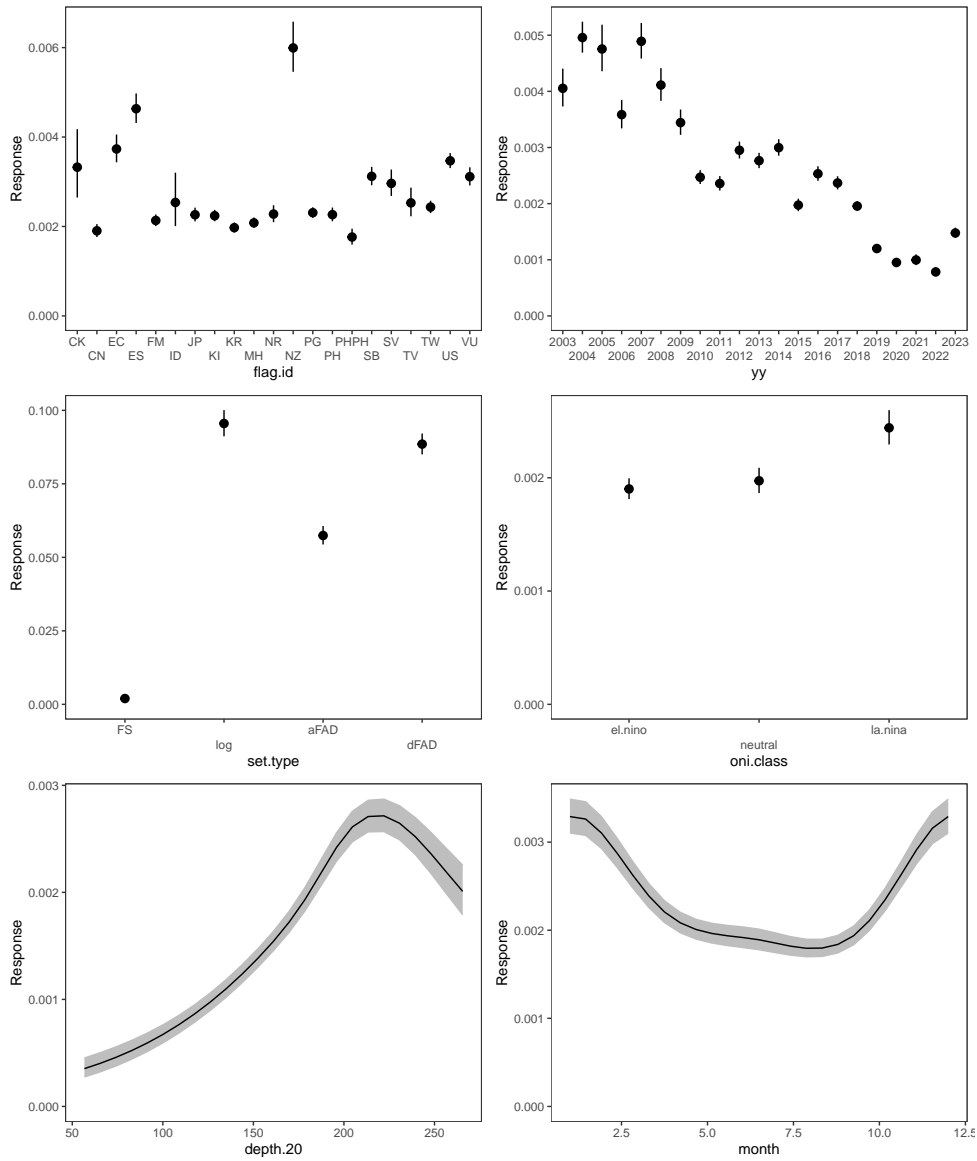 0.006
0.004
0.002
0.000
Response
CK EC FM JP KR NR PG PHPH SV TW VU
CN ES ID KI MH NZ PH SB TV US
flag.id
0.005
0.004
0.003
0.002
0.001
0.000
Response
2003 2005 2007 2009 2011 2013 2015 2017 2019 2021 2023
2004 2006 2008 2010 2012 2014 2016 2018 2020 2022
yy
0.100
0.075
0.050
0.025
0.000
Response
FS aFAD
log dFAD
set.type
0.002
0.001
0.000
Response
el.nino la.nina
neutral
oni.class
0.003
0.002
0.001
0.000
Response
50 100 150 200 250
depth.20
0.003
0.002
0.001
0.000
Response
2.5 5.0 7.5 10.0 12.5
month